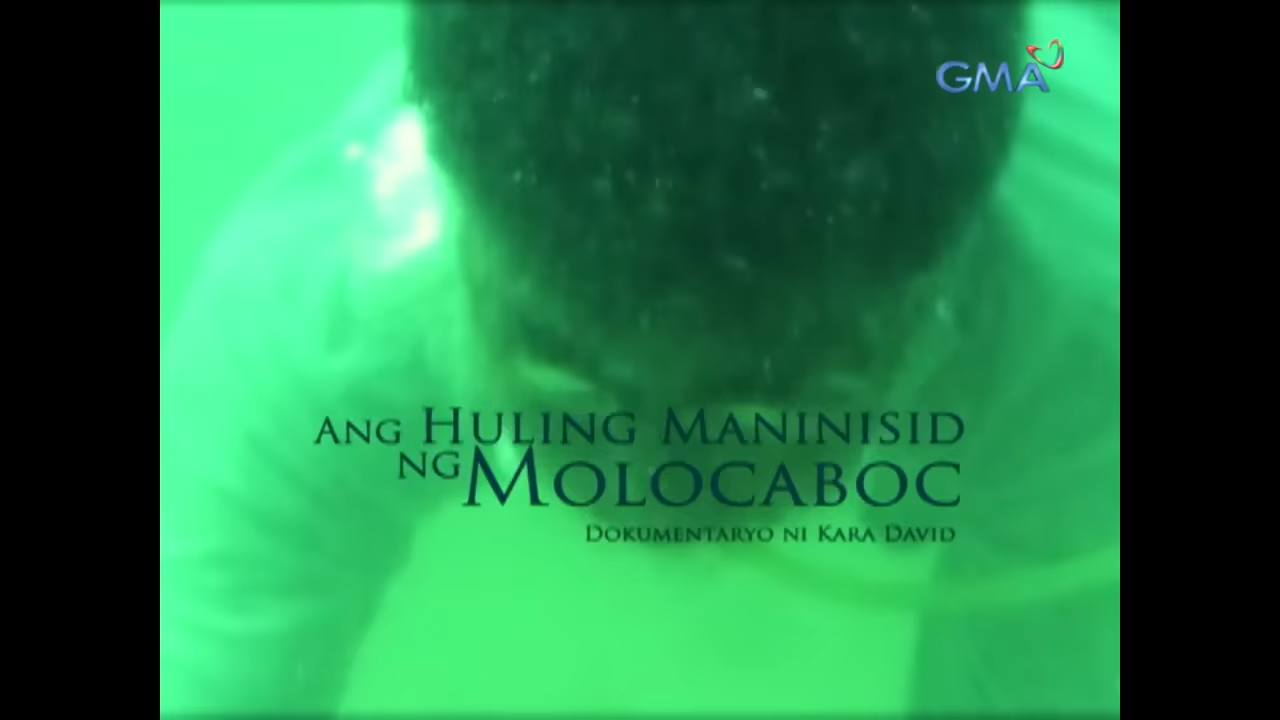 GMA
Ang Huling Maninisid
ng Molocaboc
Dokumentaryo ni Kara David